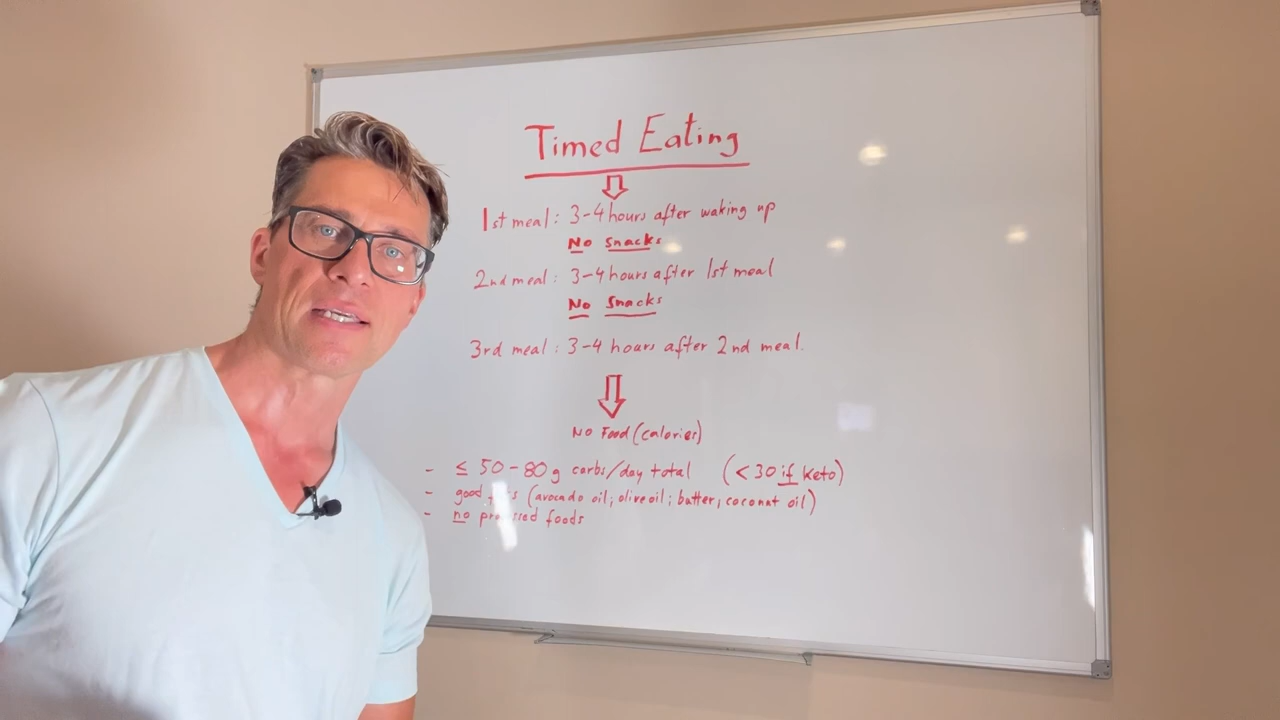 Timed Eating
1st meal: 3-4 hours after waking up
No Snacks
2nd meal: 3-4 hours after 1st meal
No Snacks
3rd meal: 3-4 hours after 2nd meal.
No Food (calories)
- ≤ 50-80g carbs/day total (<30 if Keto)
- good (avocado oil; olive oil; butter; coconut oil)
- no foods